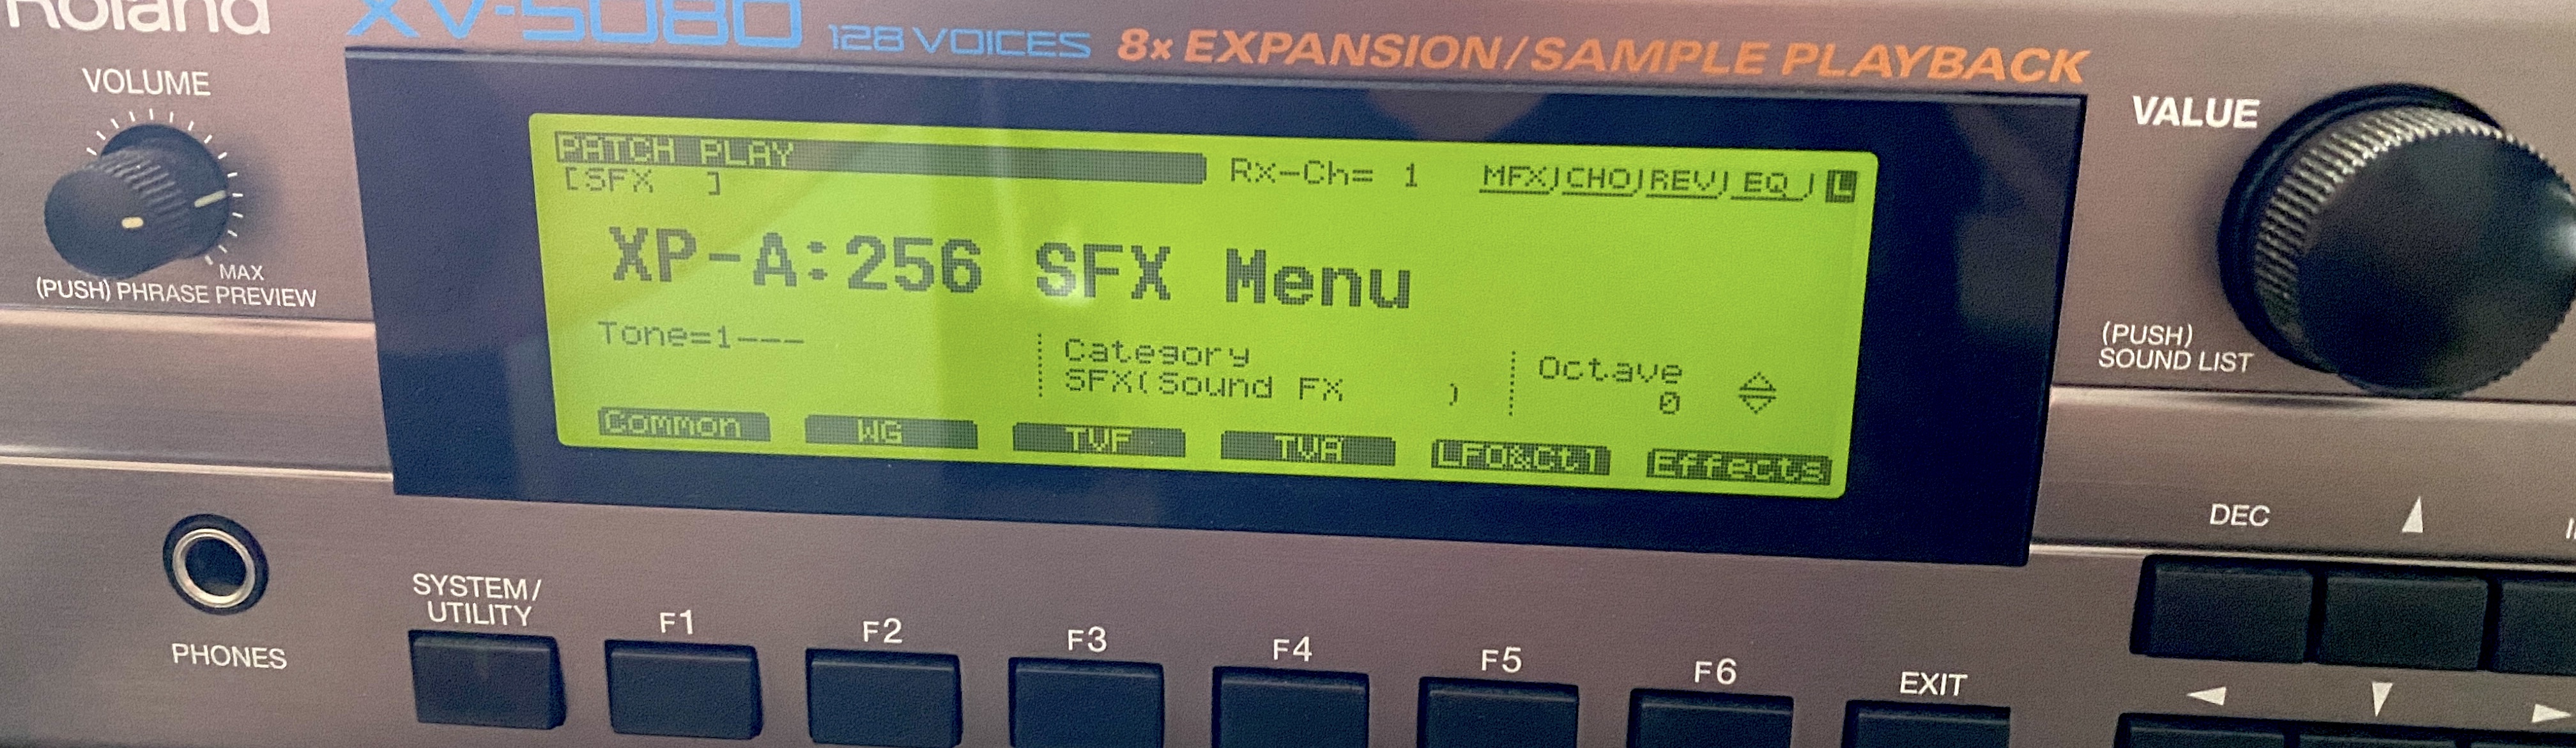 Roland XV-5080 128 VOICES 8x EXPANSION/SAMPLE PLAYBACK
VOLUME
MAX
(PUSH) PHRASE PREVIEW
PHONES
PATCH PLAY
[SFX ]
Rx-Ch= 1
MFX) CHO) REV) EQ ) L
XP-A:256 SFX Menu
Tone=1---
Category
SFX(Sound FX )
Octave
0
Common WG TVF TVA LFO&Ctl Effects
VALUE
(PUSH)
SOUND LIST
DEC
SYSTEM/
UTILITY
F1 F2 F3 F4 F5 F6 EXIT